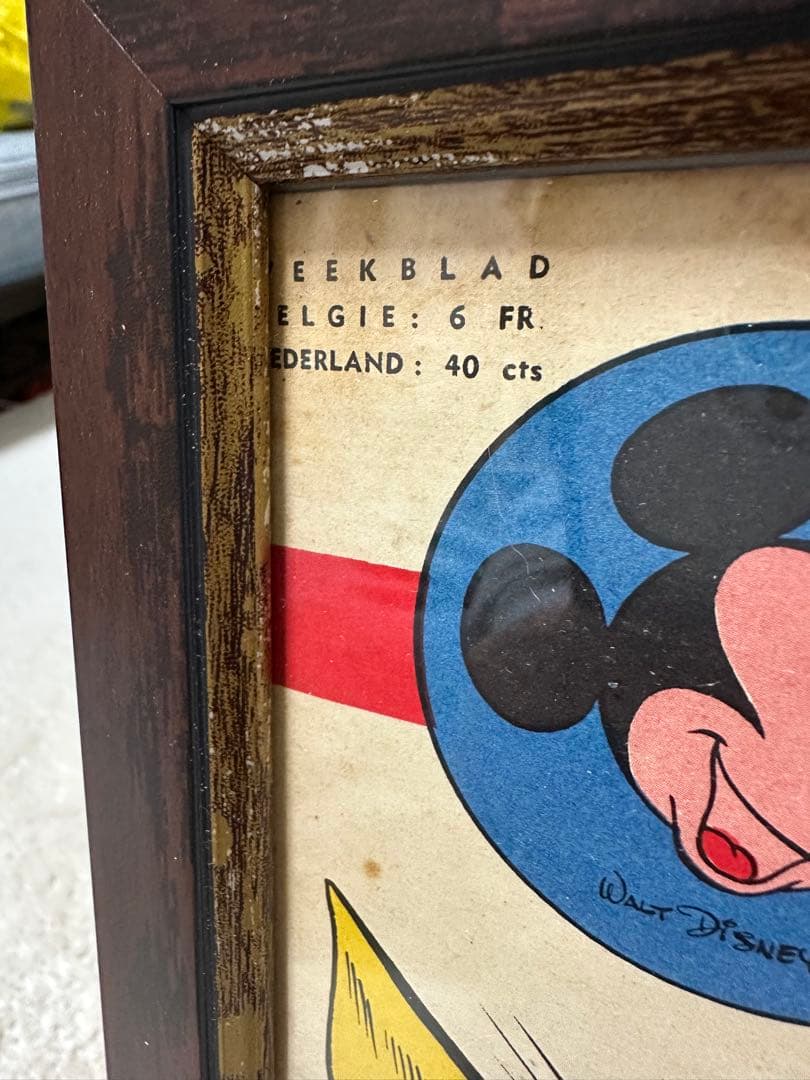 EEKBLAD
ELGIE: 6 FR.
EDERLAND: 40 cts
WALT DISNEY